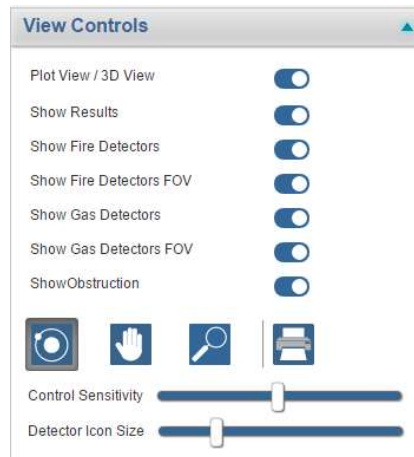 View Controls
Plot View / 3D View
Show Results
Show Fire Detectors
Show Fire Detectors FOV
Show Gas Detectors
Show Gas Detectors FOV
ShowObstruction
Control Sensitivity
Detector Icon Size